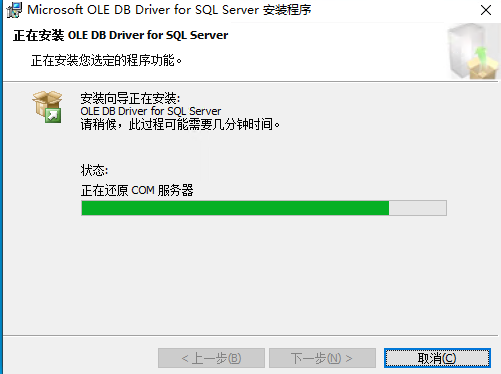 Microsoft OLE DB Driver for SQL Server 安装程序
正在安装 OLE DB Driver for SQL Server
正在安装您选定的程序功能。
安装向导正在安装:
OLE DB Driver for SQL Server
请稍候，此过程可能需要几分钟时间。
状态:
正在还原 COM 服务器
< 上一步(B)
下一步(N) >
取消(C)